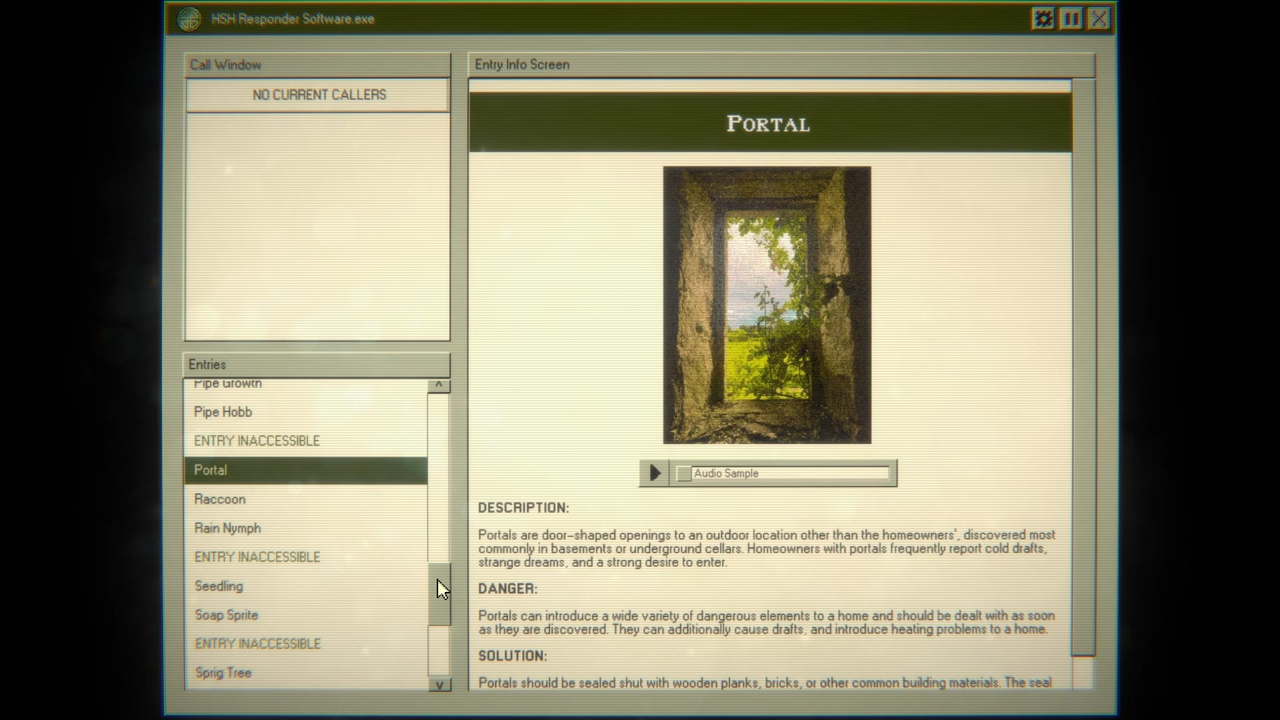 HSH Responder Software.exe
Call Window
NO CURRENT CALLERS
Entries
Pipe Growth
Pipe Hobb
ENTRY INACCESSIBLE
Portal
Raccoon
Rain Nymph
ENTRY INACCESSIBLE
Seedling
Soap Sprite
ENTRY INACCESSIBLE
Sprig Tree
Entry Info Screen
Portal
Audio Sample
DESCRIPTION:
Portals are door-shaped openings to an outdoor location other than the homeowners', discovered most
commonly in basements or underground cellars. Homeowners with portals frequently report cold drafts,
strange dreams, and a strong desire to enter.
DANGER:
Portals can introduce a wide variety of dangerous elements to a home and should be dealt with as soon
as they are discovered. They can additionally cause drafts, and introduce heating problems to a home.
SOLUTION:
Portals should be sealed shut with wooden planks, bricks, or other common building materials. The seal